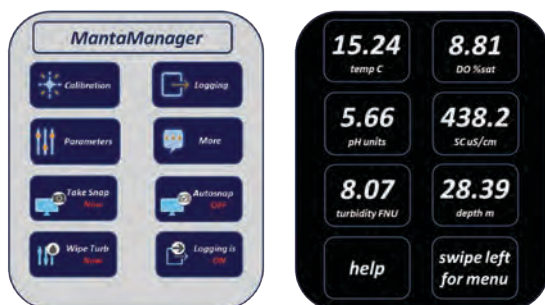 MantaManager
Calibration
Logging
Parameters
More
Take Snap
Now
Autosnap
OFF
Wipe Turb
Now
Logging is
ON
15.24
temp C
8.81
DO %sat
5.66
pH units
438.2
SC uS/cm
8.07
turbidity FNU
28.39
depth m
help
swipe left
for menu